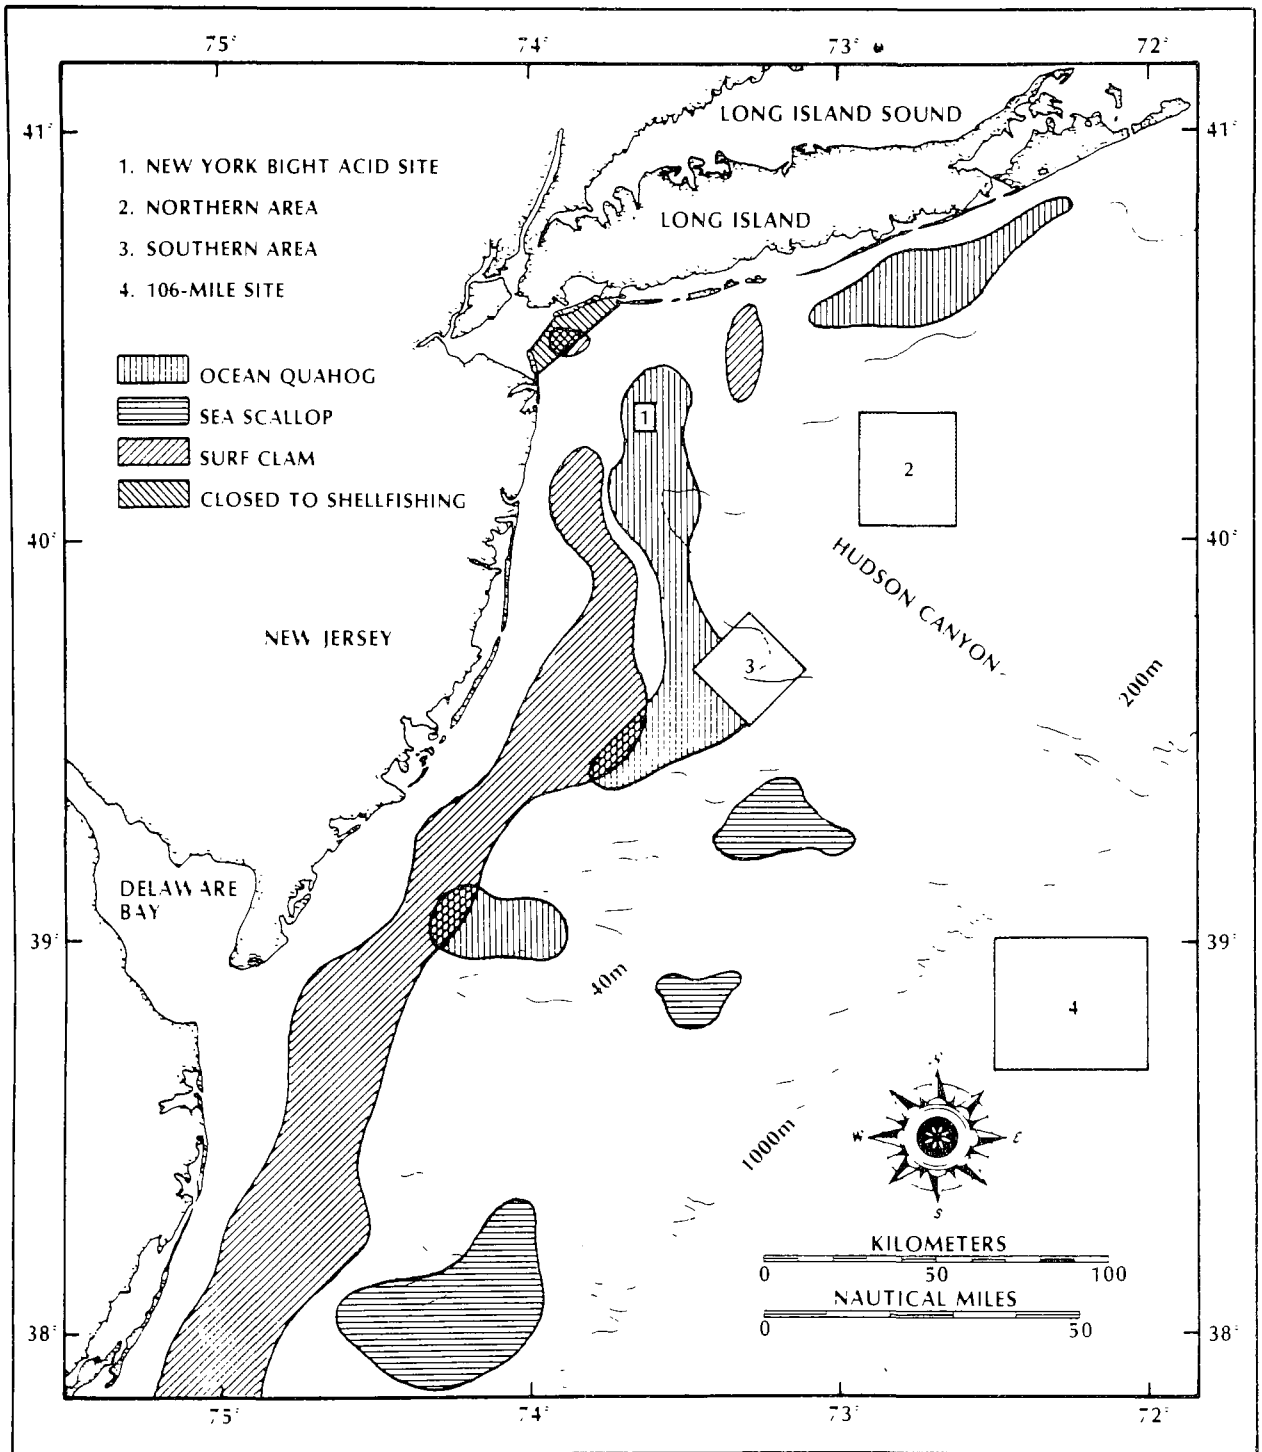 75° 74° 73° 72°
LONG ISLAND SOUND
41° 41°
1. NEW YORK BIGHT ACID SITE
2. NORTHERN AREA
3. SOUTHERN AREA
4. 106-MILE SITE
LONG ISLAND
OCEAN QUAHOG
SEA SCALLOP
SURF CLAM
CLOSED TO SHELLFISHING
1
2
40° 40°
HUDSON CANYON
NEW JERSEY
3
200m
DELAWARE
BAY
39° 39°
40m
4
N
W E
S
1000m
KILOMETERS
0 50 100
NAUTICAL MILES
0 50
38° 38°
75° 74° 73° 72°